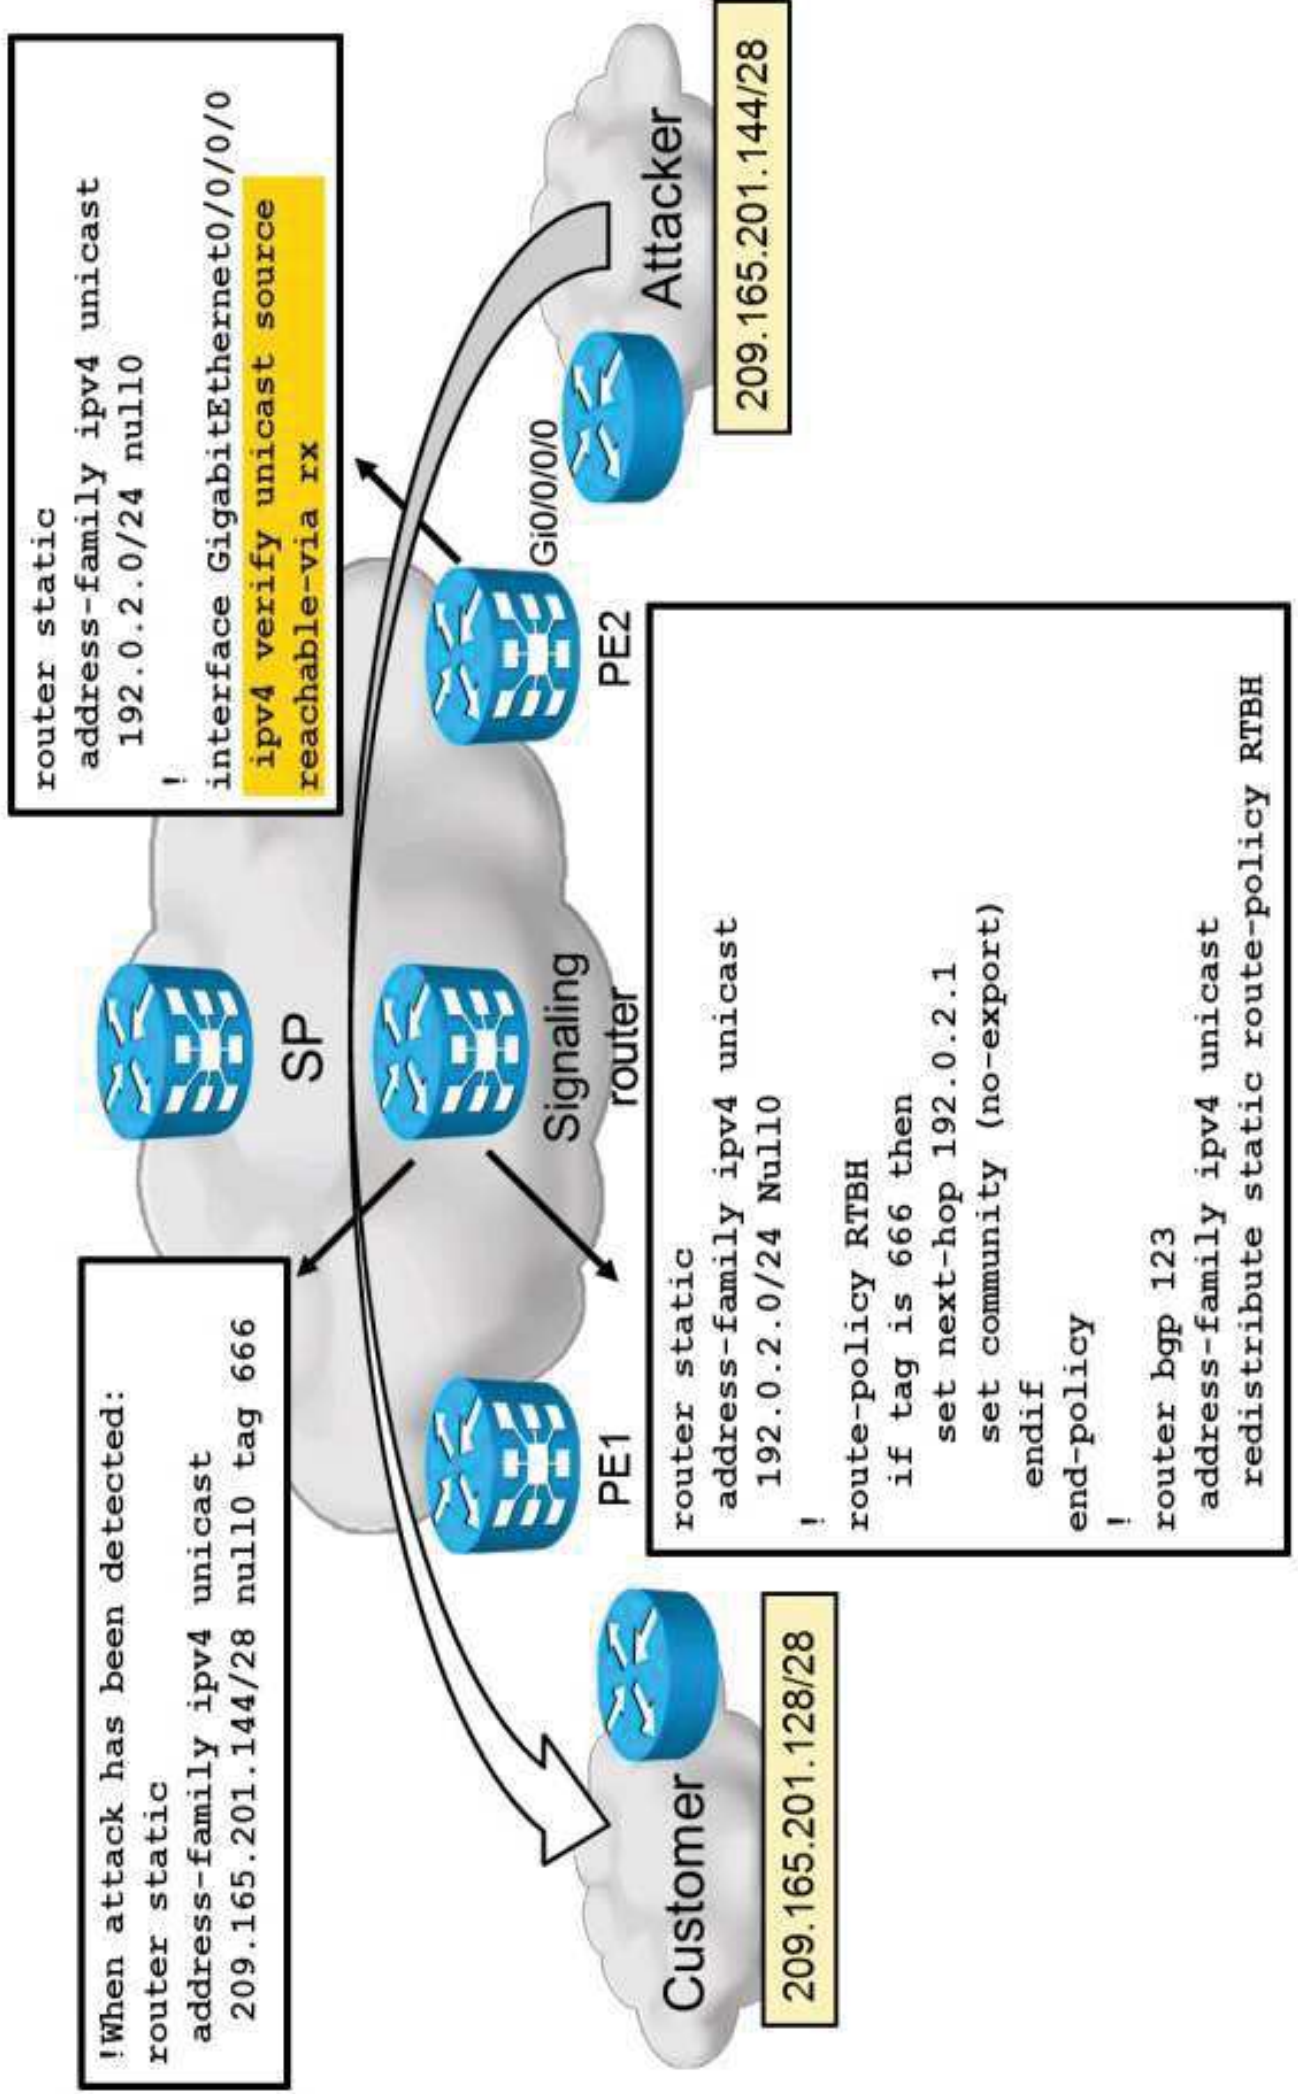 !When attack has been detected:
router static
address-family ipv4 unicast
209.165.201.144/28 null0 tag 666
router static
address-family ipv4 unicast
192.0.2.0/24 null0
!
interface GigabitEthernet0/0/0/0
ipv4 verify unicast source
reachable-via rx
SP
Signaling
router
PE1
PE2
Gi0/0/0/0
Customer
Attacker
209.165.201.128/28
209.165.201.144/28
router static
address-family ipv4 unicast
192.0.2.0/24 Null0
!
route-policy RTBH
if tag is 666 then
set next-hop 192.0.2.1
set community (no-export)
endif
end-policy
!
router bgp 123
address-family ipv4 unicast
redistribute static route-policy RTBH